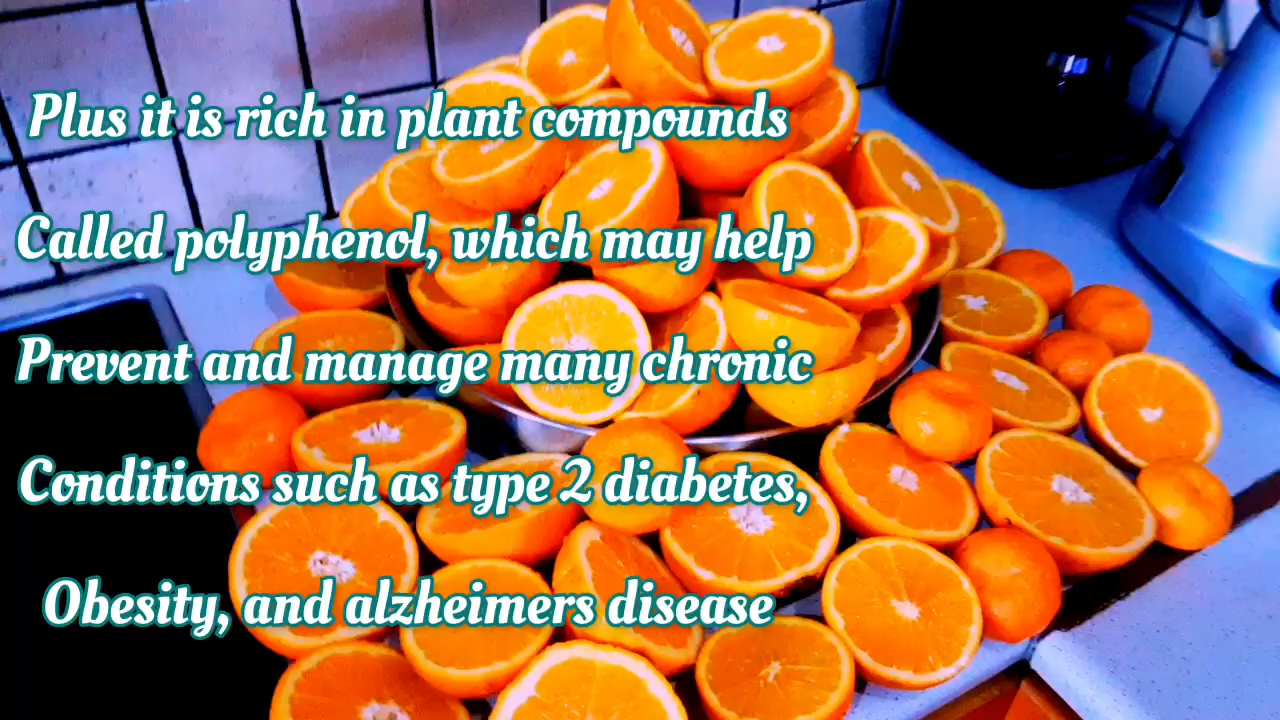 Plus it is rich in plant compounds
Called polyphenol, which may help
Prevent and manage many chronic
Conditions such as type 2 diabetes,
Obesity, and alzheimers disease